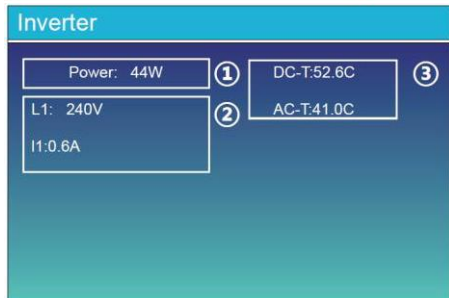 Inverter
Power: 44W
①
L1: 240V
I1:0.6A
②
DC-T:52.6C
AC-T:41.0C
③